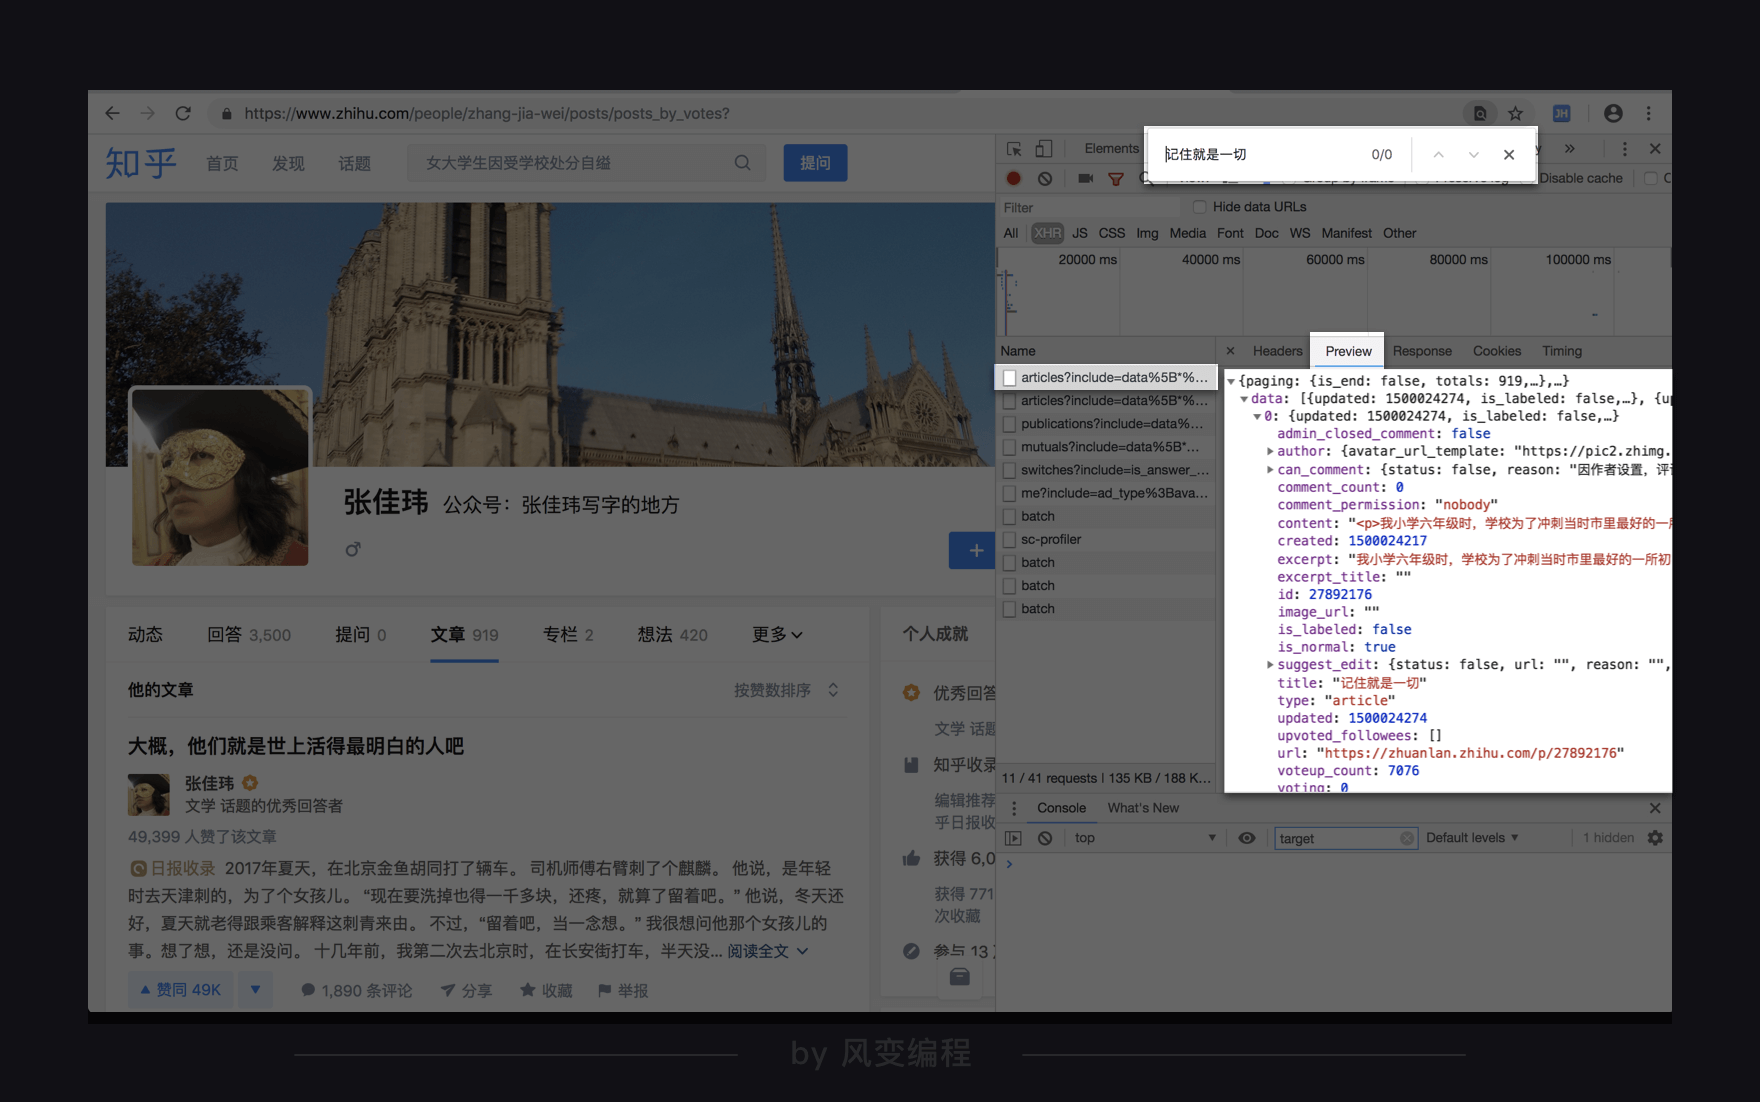 https://www.zhihu.com/people/zhang-jia-wei/posts/posts_by_votes?
JH
知乎
首页
发现
话题
女大学生因受学校处分自缢
提问
Elements
记住就是一切
0/0
Disable cache
Filter
Hide data URLs
All
XHR
JS
CSS
Img
Media
Font
Doc
WS
Manifest
Other
20000 ms
40000 ms
60000 ms
80000 ms
100000 ms
Name
Headers
Preview
Response
Cookies
Timing
articles?include=data%5B*%...
articles?include=data%5B*%...
publications?include=data%...
mutuals?include=data%5B*...
switches?include=is_answer_...
me?include=ad_type%3Bava...
batch
sc-profiler
batch
batch
batch
{paging: {is_end: false, totals: 919,…},…}
data: [{updated: 1500024274, is_labeled: false,…}, {up
0: {updated: 1500024274, is_labeled: false,…}
admin_closed_comment: false
author: {avatar_url_template: "https://pic2.zhimg.
can_comment: {status: false, reason: "因作者设置，评
comment_count: 0
comment_permission: "nobody"
content: "<p>我小学六年级时，学校为了冲刺当时市里最好的一所
created: 1500024217
excerpt: "我小学六年级时，学校为了冲刺当时市里最好的一所初
excerpt_title: ""
id: 27892176
image_url: ""
is_labeled: false
is_normal: true
suggest_edit: {status: false, url: "", reason: "",
title: "记住就是一切"
type: "article"
updated: 1500024274
upvoted_followees: []
url: "https://zhuanlan.zhihu.com/p/27892176"
voteup_count: 7076
voting: 0
11 / 41 requests | 135 KB / 188 K...
Console
What's New
top
target
Default levels
1 hidden
张佳玮 公众号：张佳玮写字的地方
动态
回答 3,500
提问 0
文章 919
专栏 2
想法 420
更多
他的文章
按赞数排序
大概，他们就是世上活得最明白的人吧
张佳玮
文学 话题的优秀回答者
49,399 人赞了该文章
日报收录 2017年夏天，在北京金鱼胡同打了辆车。 司机师傅右臂刺了个麒麟。 他说，是年轻
时去天津刺的，为了个女孩儿。 “现在要洗掉也得一千多块，还疼，就算了留着吧。” 他说，冬天还
好，夏天就老得跟乘客解释这刺青来由。 不过，“留着吧，当一念想。” 我很想问他那个女孩儿的
事。想了想，还是没问。 十几年前，我第二次去北京时，在长安街打车，半天没... 阅读全文
赞同 49K
1,890 条评论
分享
收藏
举报
个人成就
优秀回答
文学 话题
知乎收录
编辑推荐
乎日报收
获得 6,0
获得 771
次收藏
参与 13
by 风变编程